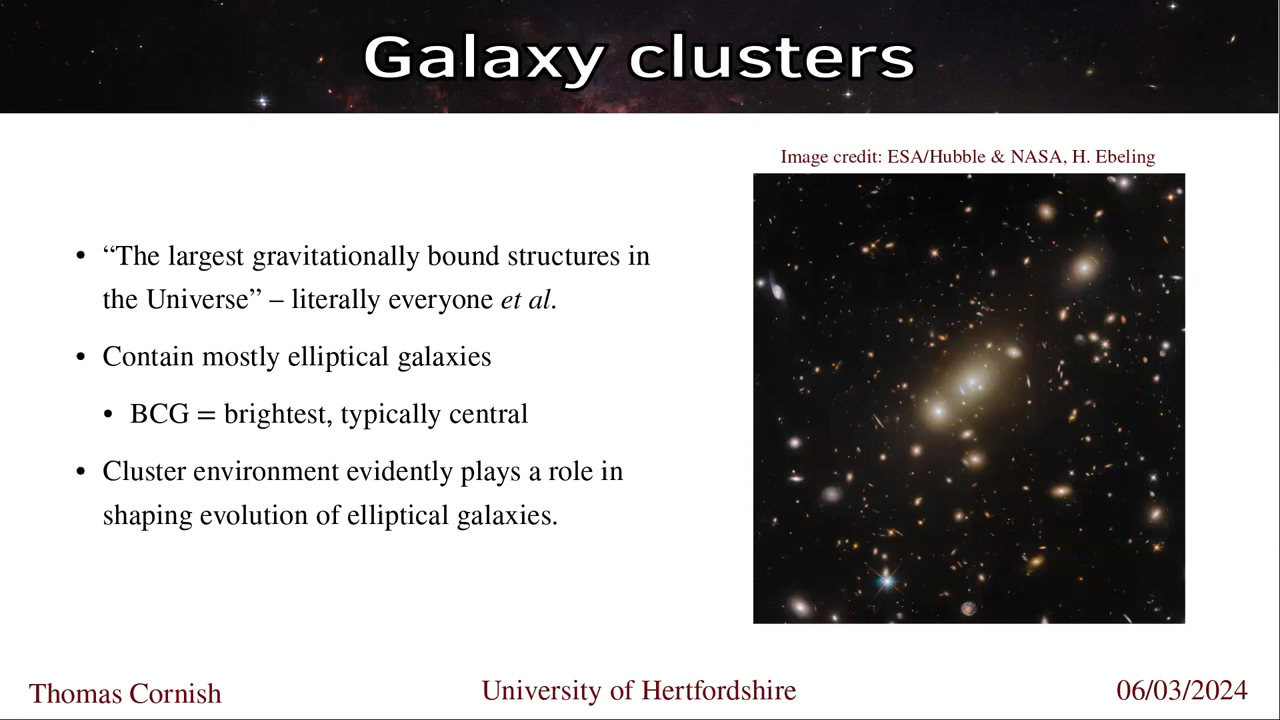 Galaxy clusters
Image credit: ESA/Hubble & NASA, H. Ebeling
• “The largest gravitationally bound structures in
the Universe” – literally everyone et al.
• Contain mostly elliptical galaxies
• BCG = brightest, typically central
• Cluster environment evidently plays a role in
shaping evolution of elliptical galaxies.
Thomas Cornish
University of Hertfordshire
06/03/2024